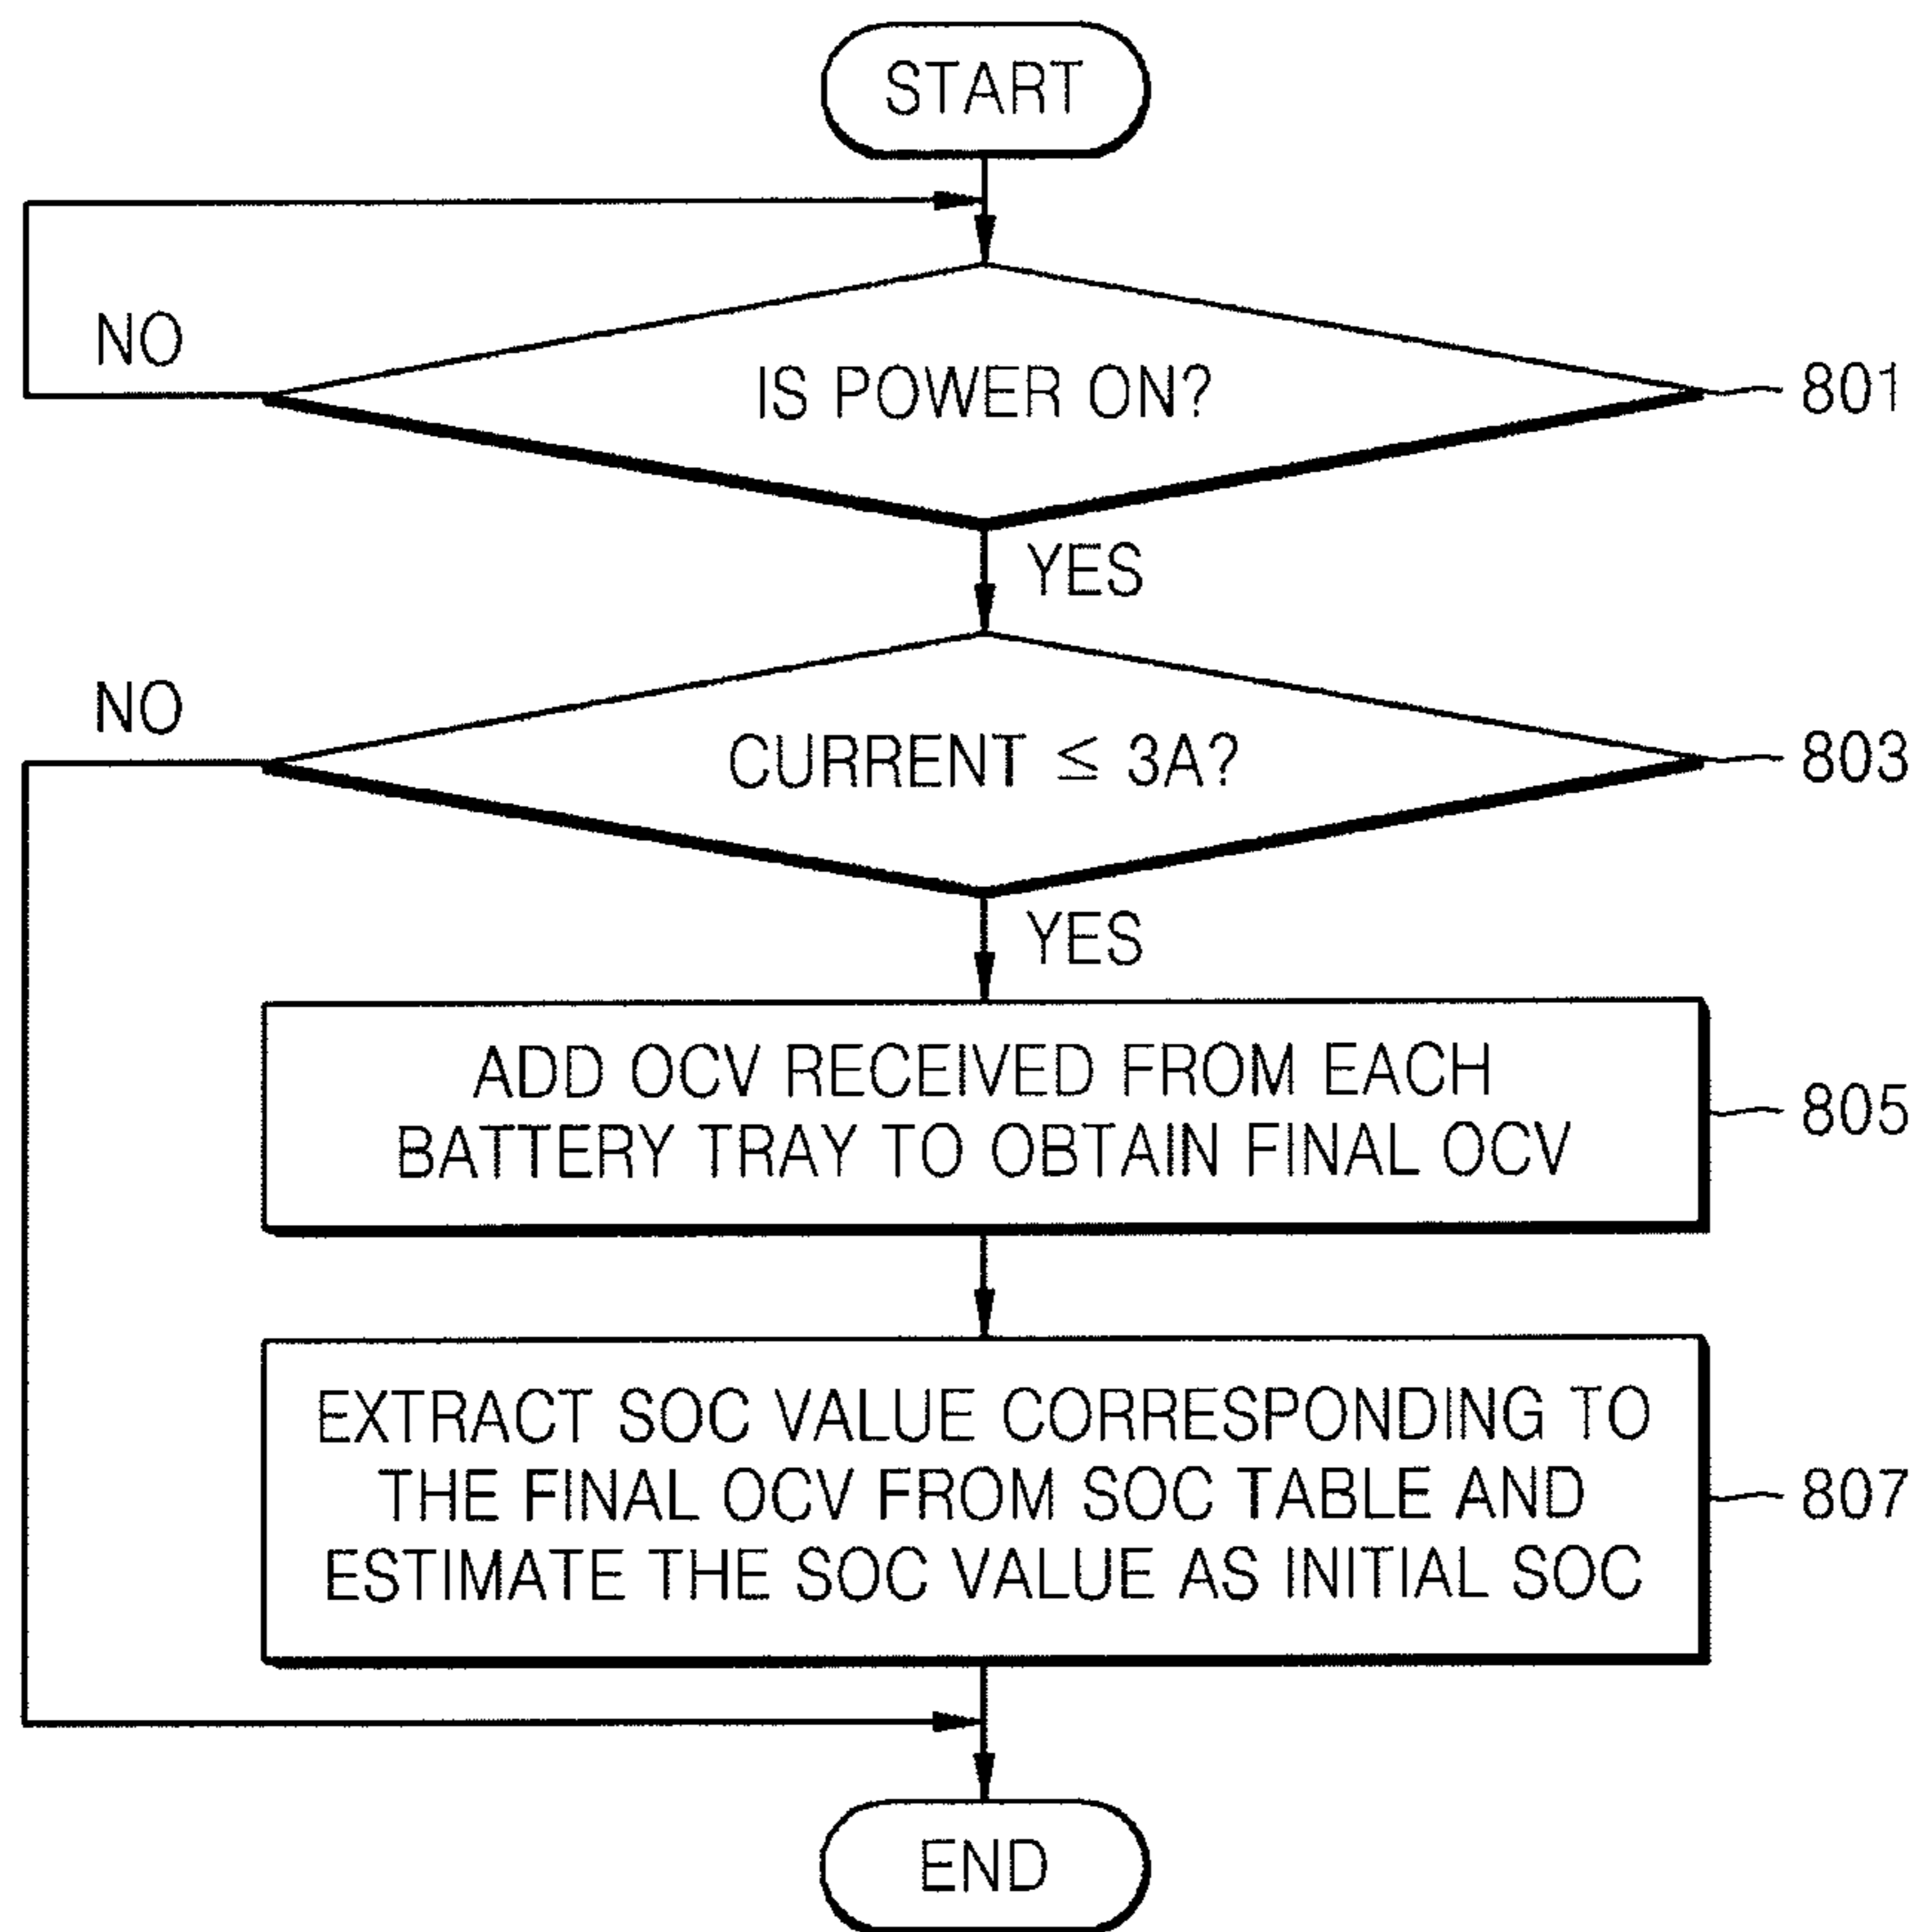 START
NO
IS POWER ON?
801
YES
NO
CURRENT ≤ 3A?
803
YES
ADD OCV RECEIVED FROM EACH
BATTERY TRAY TO OBTAIN FINAL OCV
805
EXTRACT SOC VALUE CORRESPONDING TO
THE FINAL OCV FROM SOC TABLE AND
ESTIMATE THE SOC VALUE AS INITIAL SOC
807
END